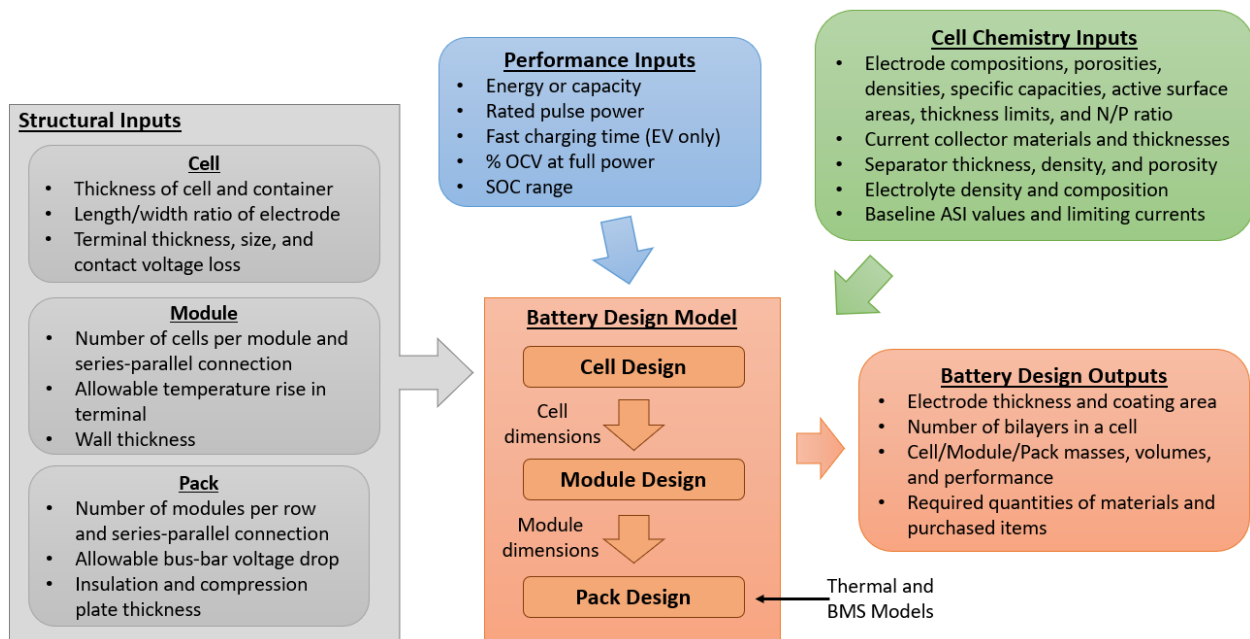 Structural Inputs
Cell
• Thickness of cell and container
• Length/width ratio of electrode
• Terminal thickness, size, and
contact voltage loss
Module
• Number of cells per module and
series-parallel connection
• Allowable temperature rise in
terminal
• Wall thickness
Pack
• Number of modules per row
and series-parallel connection
• Allowable bus-bar voltage drop
• Insulation and compression
plate thickness
Performance Inputs
• Energy or capacity
• Rated pulse power
• Fast charging time (EV only)
• % OCV at full power
• SOC range
Cell Chemistry Inputs
• Electrode compositions, porosities,
densities, specific capacities, active surface
areas, thickness limits, and N/P ratio
• Current collector materials and thicknesses
• Separator thickness, density, and porosity
• Electrolyte density and composition
• Baseline ASI values and limiting currents
Battery Design Model
Cell Design
Cell
dimensions
Module Design
Module
dimensions
Pack Design
Thermal and
BMS Models
Battery Design Outputs
• Electrode thickness and coating area
• Number of bilayers in a cell
• Cell/Module/Pack masses, volumes,
and performance
• Required quantities of materials and
purchased items